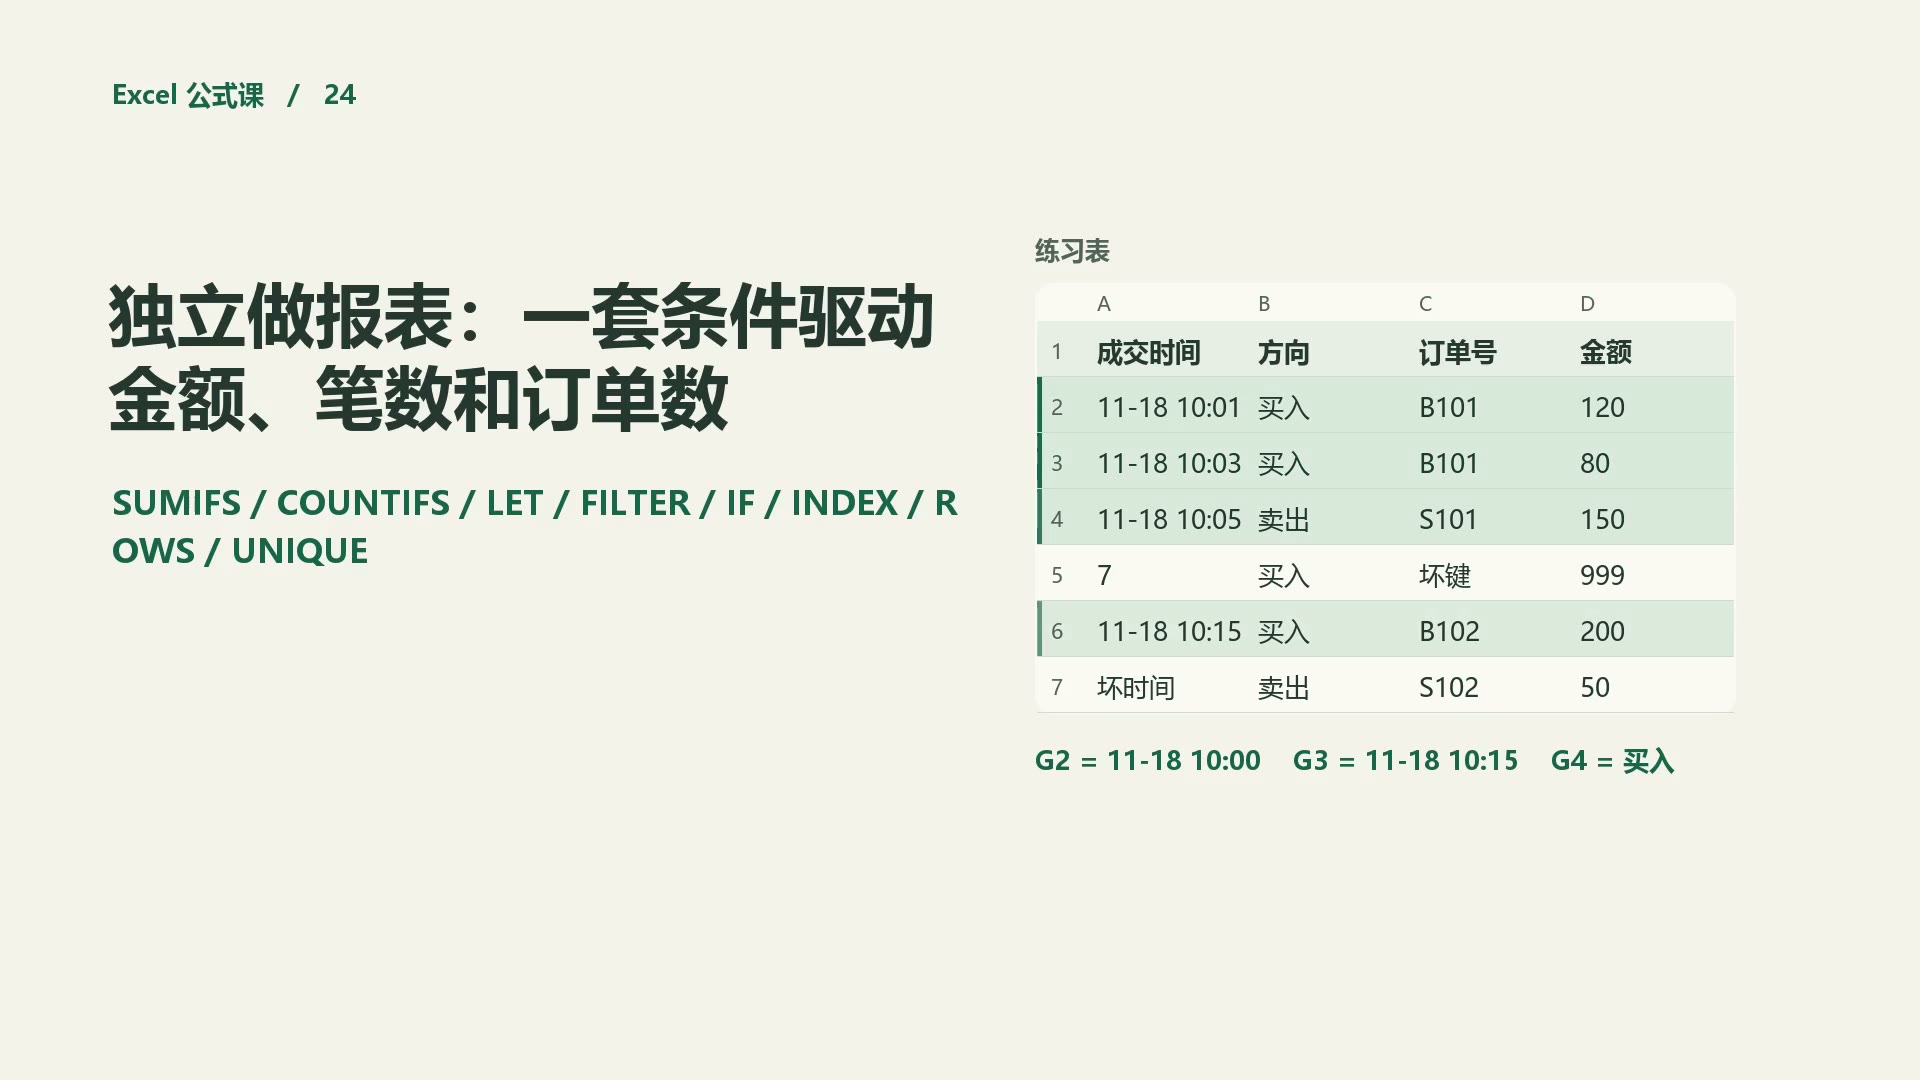 Excel 公式课 / 24
独立做报表：一套条件驱动
金额、笔数和订单数
SUMIFS / COUNTIFS / LET / FILTER / IF / INDEX / R
OWS / UNIQUE
练习表
A B C D
1 成交时间 方向 订单号 金额
2 11-18 10:01 买入 B101 120
3 11-18 10:03 买入 B101 80
4 11-18 10:05 卖出 S101 150
5 7 买入 坏键 999
6 11-18 10:15 买入 B102 200
7 坏时间 卖出 S102 50
G2 = 11-18 10:00 G3 = 11-18 10:15 G4 = 买入